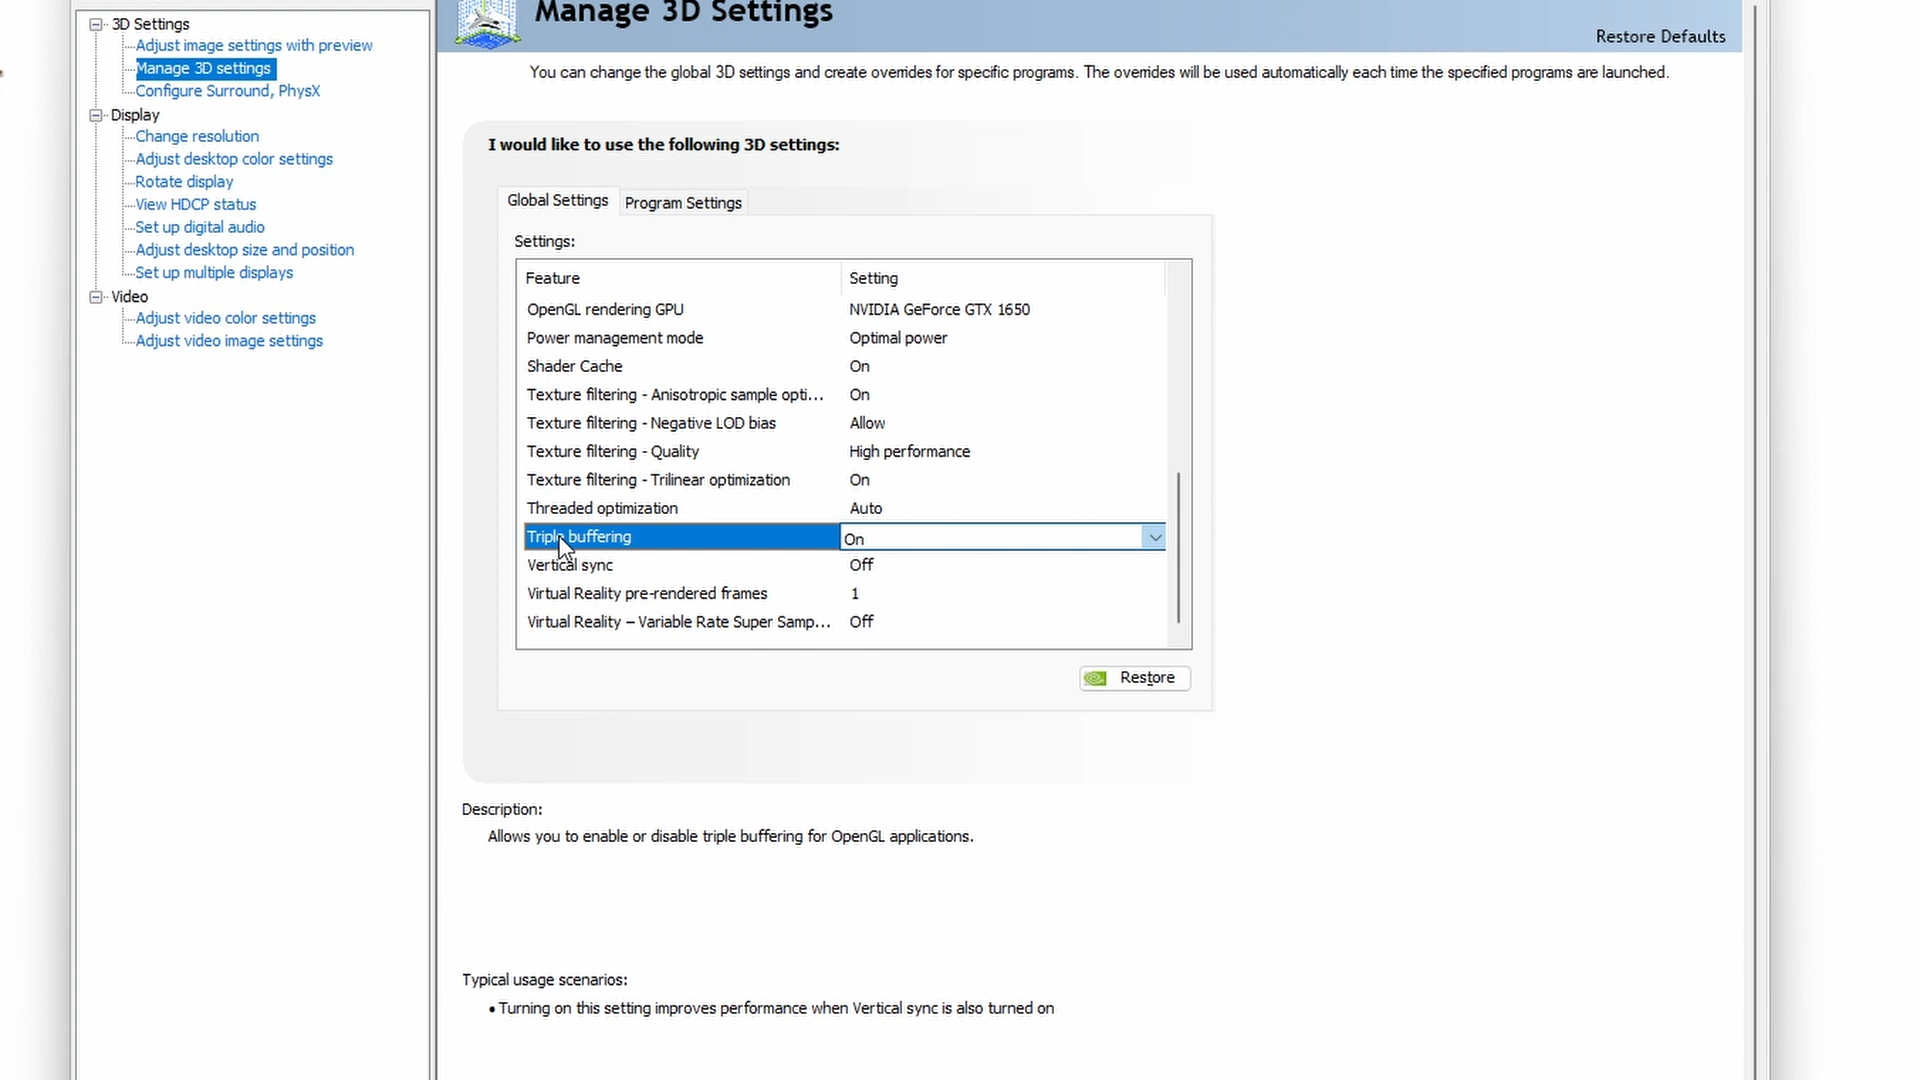 3D Settings
Adjust image settings with preview
Manage 3D settings
Configure Surround, PhysX
Display
Change resolution
Adjust desktop color settings
Rotate display
View HDCP status
Set up digital audio
Adjust desktop size and position
Set up multiple displays
Video
Adjust video color settings
Adjust video image settings
Manage 3D Settings
Restore Defaults
You can change the global 3D settings and create overrides for specific programs. The overrides will be used automatically each time the specified programs are launched.
I would like to use the following 3D settings:
Global Settings Program Settings
Settings:
Feature Setting
OpenGL rendering GPU NVIDIA GeForce GTX 1650
Power management mode Optimal power
Shader Cache On
Texture filtering - Anisotropic sample opti... On
Texture filtering - Negative LOD bias Allow
Texture filtering - Quality High performance
Texture filtering - Trilinear optimization On
Threaded optimization Auto
Triple buffering On
Vertical sync Off
Virtual Reality pre-rendered frames 1
Virtual Reality – Variable Rate Super Samp... Off
Restore
Description:
Allows you to enable or disable triple buffering for OpenGL applications.
Typical usage scenarios:
• Turning on this setting improves performance when Vertical sync is also turned on